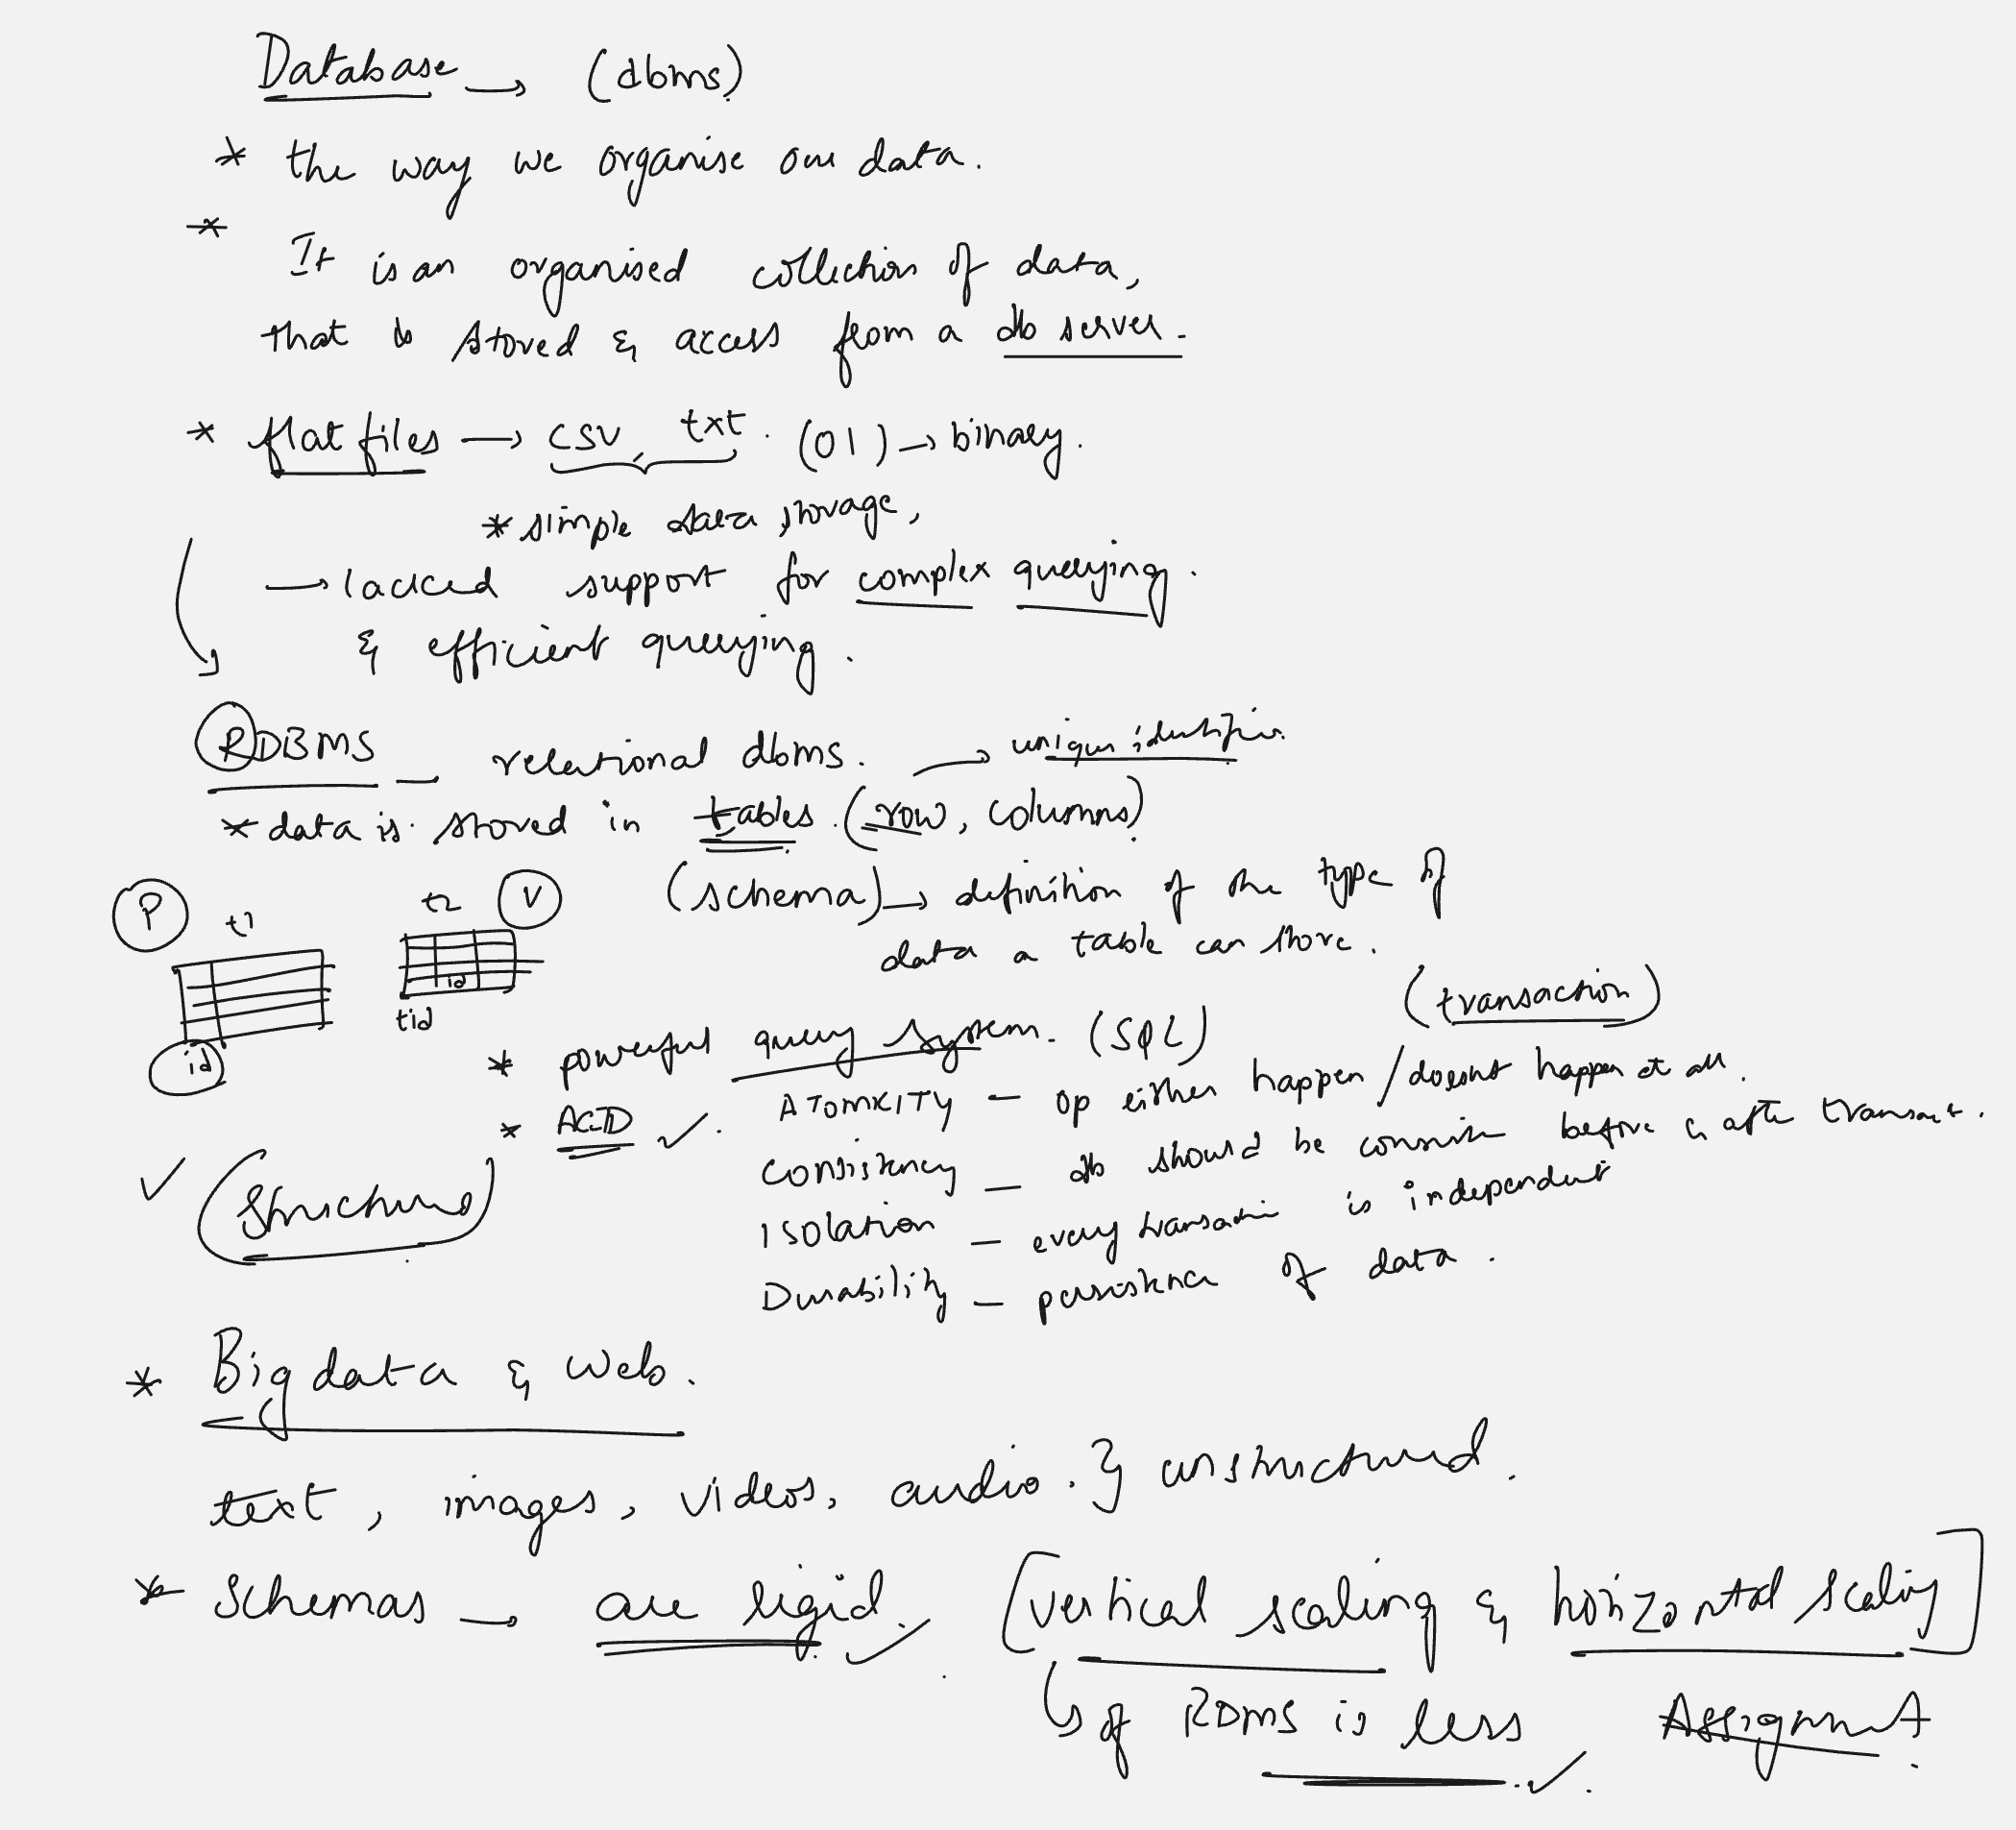 Database → (dbms)
* the way we organise our data.
* It is an organised collection of data,
that is stored & access from a db server.
* flat files → csv, txt. (01) → binary.
* simple data storage,
→ lacked support for complex querying.
& efficient querying.
RDBMS – relational dbms. → unique identifier.
* data is stored in tables. (row, columns)
(schema) → definition of the type of
data a table can store.
P t1 t2 V
id
tid
id
(transaction)
* powerful query system. (SQL)
* ACID ✓. ATOMICITY – op either happen / doesnt happen at all.
Consistency – db should be before & after transact.
Isolation – every transaction is independent
Durability – persistence of data.
✓ (Structured)
* Big data & web.
text, images, videos, audio. } unstructured.
* Schemas → are rigid. ✓ [vertical scaling & horizontal scaling]
↳ of RDMS is less ✓. Assignment.